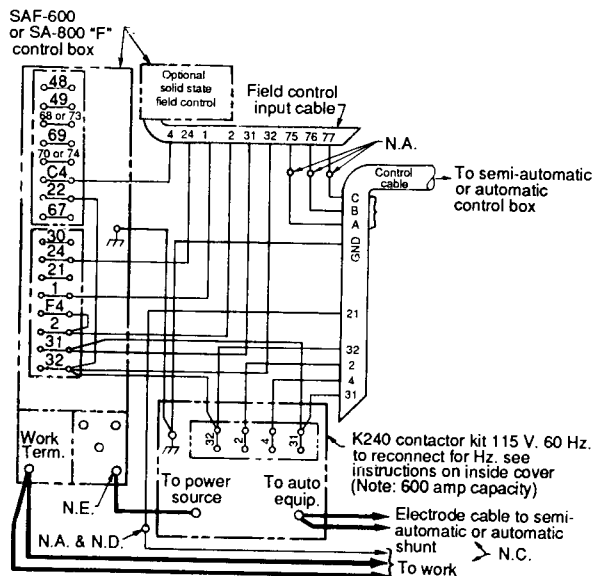 SAF-600
or SA-800 "F"
control box
Optional
solid state
field control
Field control
input cable
4 24 1 2 31 32 75 76 77
N.A.
Control
cable
To semi-automatic
or automatic
control box
C
B
A
GND
21
32
2
4
31
48
49
68 or 73
69
70 or 74
C4
22
67
30
24
21
1
F4
2
31
32
32 2 4 31
Work
Term.
To power
source
To auto
equip.
K240 contactor kit 115 V. 60 Hz.
to reconnect for Hz. see
instructions on inside cover
(Note: 600 amp capacity)
N.E.
N.A. & N.D.
Electrode cable to semi-
automatic or automatic
shunt
N.C.
To work